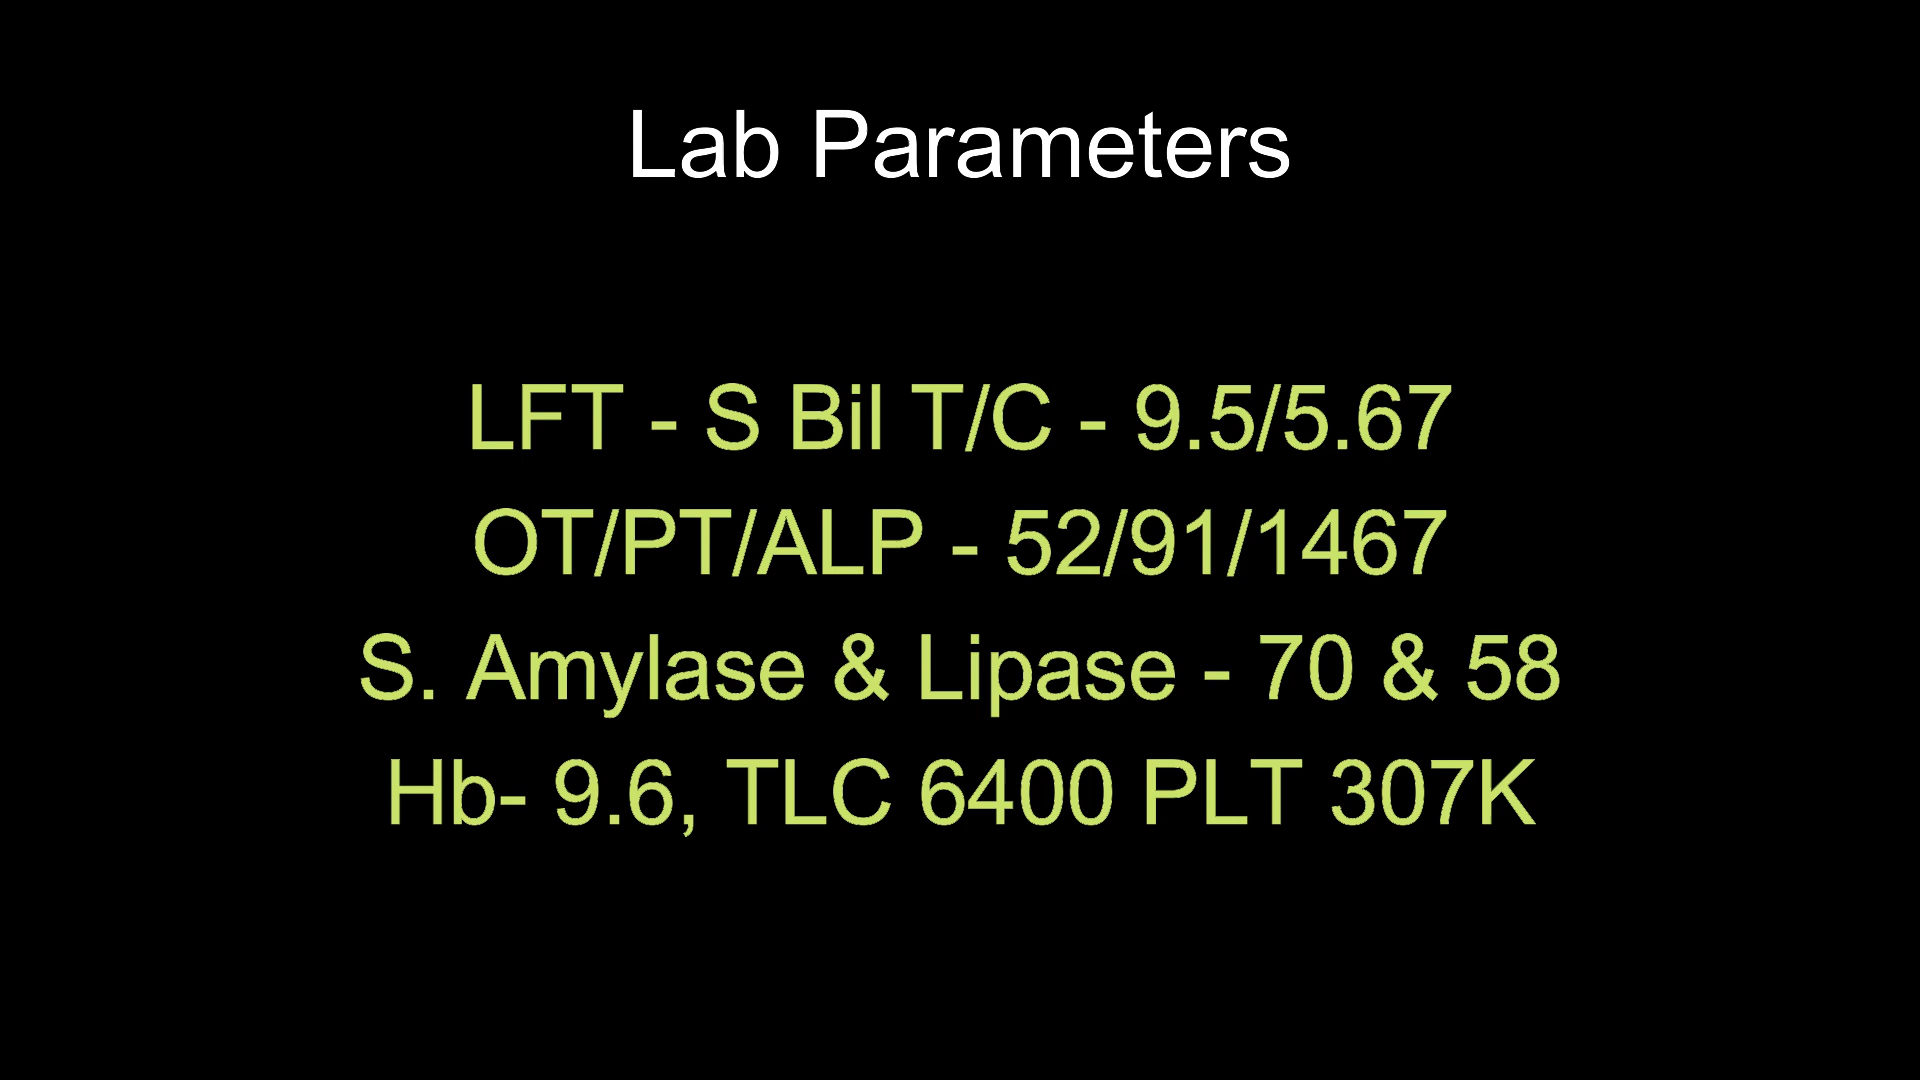 Lab Parameters
LFT - S Bil T/C - 9.5/5.67
OT/PT/ALP - 52/91/1467
S. Amylase & Lipase - 70 & 58
Hb- 9.6, TLC 6400 PLT 307K